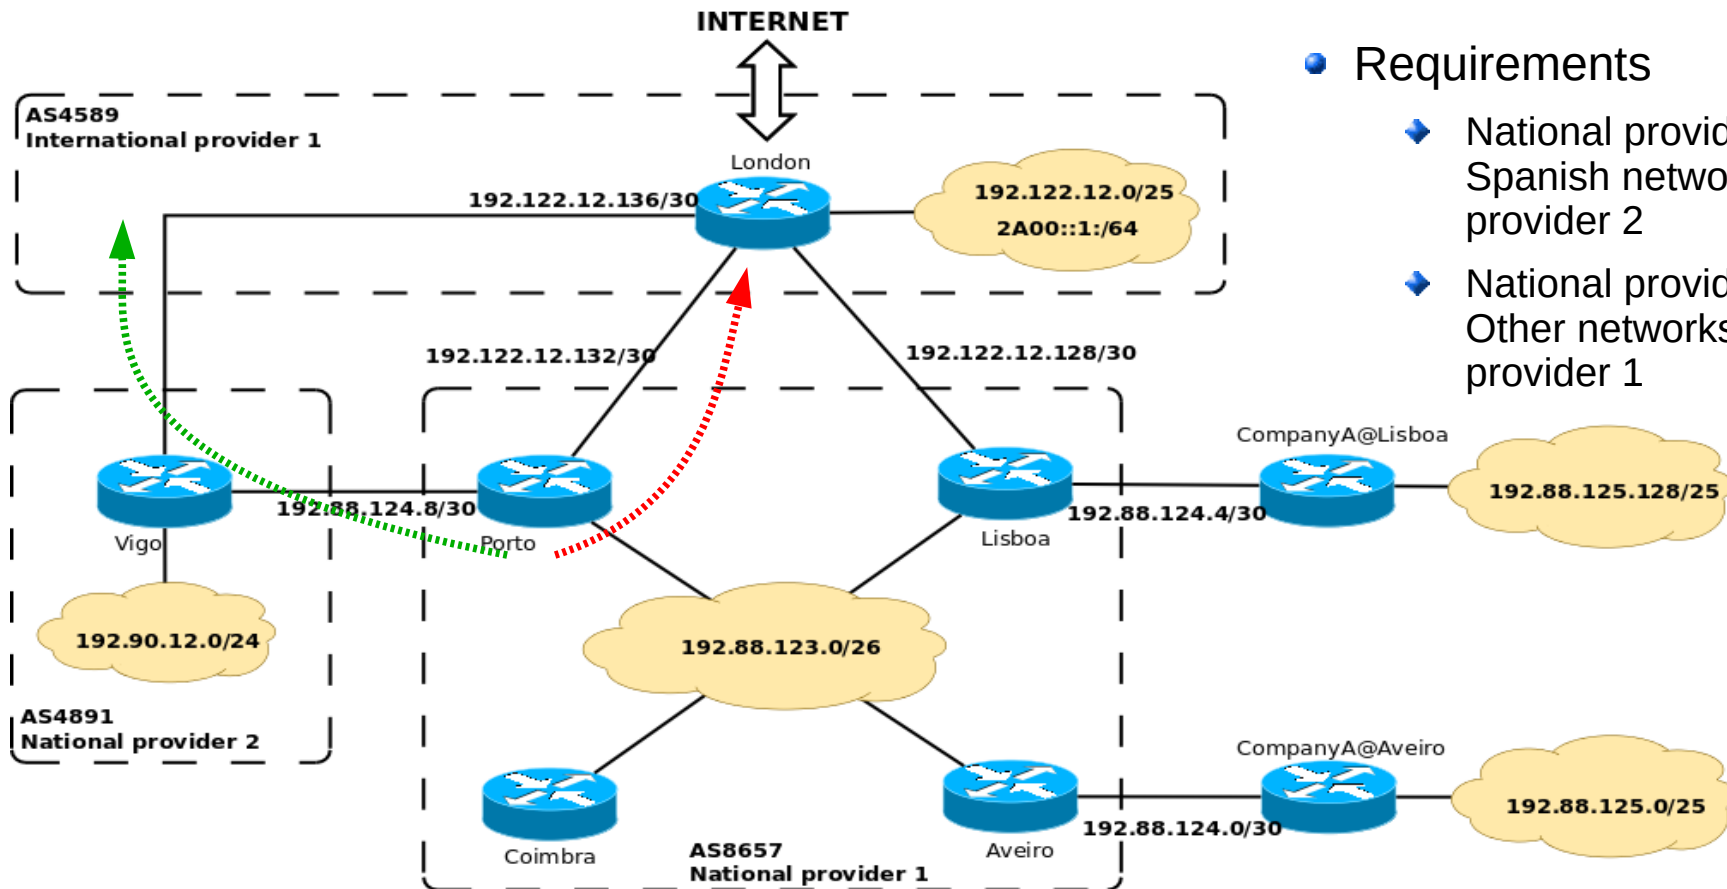 INTERNET
Requirements
National provid
Spanish netwo
provider 2
National provid
Other networks
provider 1
AS4589
International provider 1
London
192.122.12.136/30
192.122.12.0/25
2A00::1:/64
192.122.12.132/30
192.122.12.128/30
CompanyA@Lisboa
192.88.125.128/25
192.88.124.8/30
192.88.124.4/30
Vigo
Porto
Lisboa
192.90.12.0/24
192.88.123.0/26
AS4891
National provider 2
CompanyA@Aveiro
192.88.125.0/25
192.88.124.0/30
Coimbra
Aveiro
AS8657
National provider 1